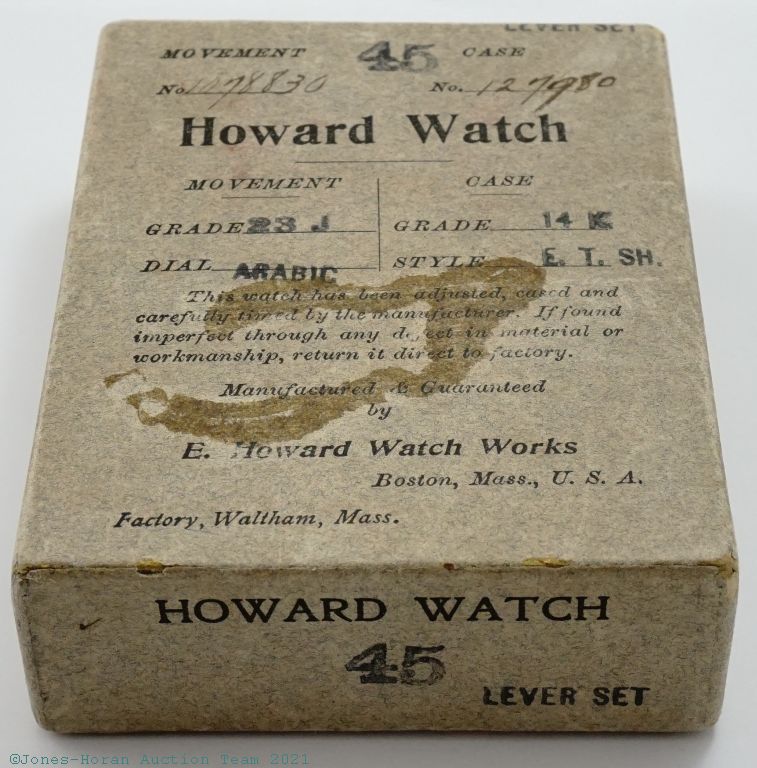 LEVER SET
MOVEMENT 45 CASE
No 1078830 No. 127980
Howard Watch
MOVEMENT CASE
GRADE 23 J GRADE 14 K
DIAL ARABIC STYLE E. T. SH.
This watch has been adjusted, cased and
carefully timed by the manufacturer. If found
imperfect through any defect in material or
workmanship, return it direct to factory.
Manufactured & Guaranteed
by
E. Howard Watch Works
Boston, Mass., U. S. A.
Factory, Waltham, Mass.
HOWARD WATCH
45
LEVER SET
©Jones-Horan Auction Team 2021